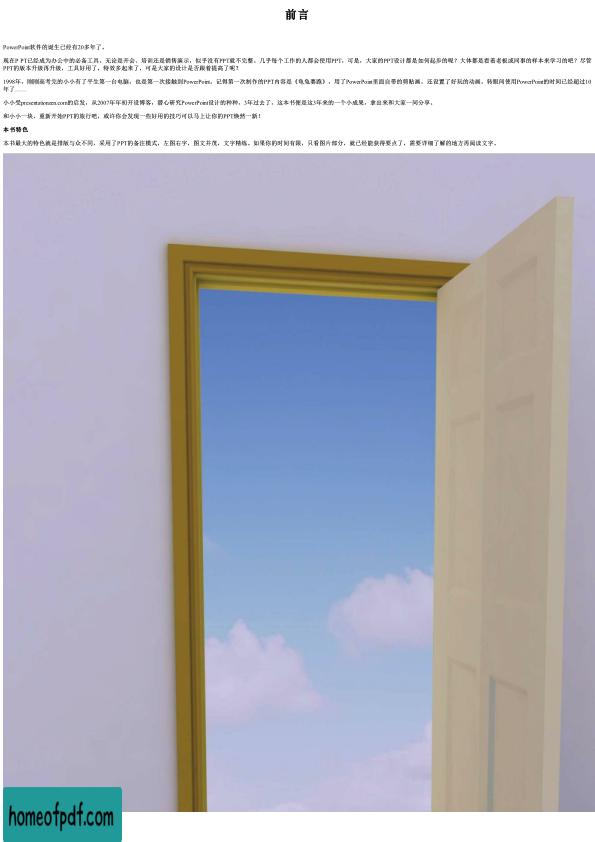 前言
PowerPoint软件的诞生已经有20多年了。
现在P PT已经成为办公中的必备工具，无论是开会、培训还是销售演示，似乎没有PPT就不完整。几乎每个工作的人都会使用PPT，可是，大家的PPT设计都是如何起步的呢？大体都是看着老板或同事的样本来学习的吧？尽管
PPT的版本升级再升级，工具好用了，特效多起来了，可是大家的设计是否跟着提高了呢？
1998年，刚刚高考完的小小有了平生第一台电脑，也是第一次接触到PowerPoint。记得第一次制作的PPT内容是《龟兔赛跑》，用了PowerPoint里面自带的剪贴画，还设置了好玩的动画。转眼间使用PowerPoint的时间已经超过10
年了……
小小受presentationzen.com的启发，从2007年年初开设博客，潜心研究PowerPoint设计的种种，3年过去了，这本书便是这3年来的一个小成果，拿出来和大家一同分享。
和小小一块，重新开始PPT的旅行吧，或许你会发现一些好用的技巧可以马上让你的PPT焕然一新！
本书特色
本书最大的特色就是排版与众不同，采用了PPT的备注模式，左图右字，图文并茂，文字精练。如果你的时间有限，只看图片部分，就已经能获得要点了，需要详细了解的地方再阅读文字。
homeofpdf.com